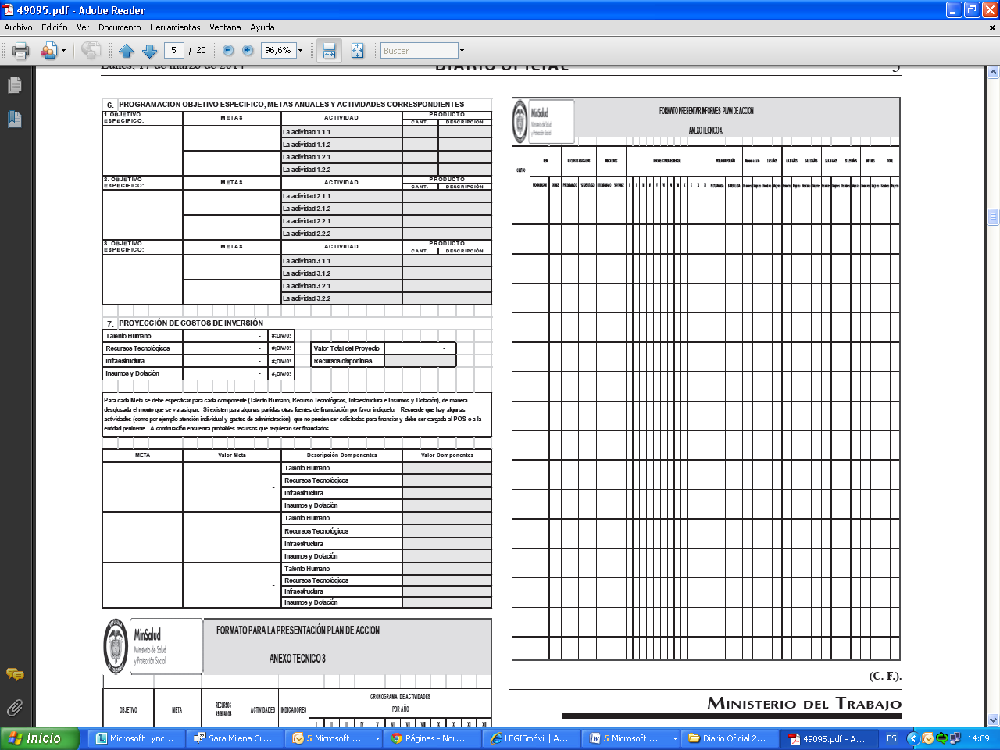 49095.pdf - Adobe Reader
Archivo Edición Ver Documento Herramientas Ventana Ayuda
5 / 20 96,6% Buscar
Lunes, 17 de marzo de 2014 DIARIO OFICIAL 5
6. PROGRAMACION OBJETIVO ESPECIFICO, METAS ANUALES Y ACTIVIDADES CORRESPONDIENTES
1. OBJETIVO ESPECIFICO: METAS ACTIVIDAD PRODUCTO
CANT. DESCRIPCIÓN
La actividad 1.1.1
La actividad 1.1.2
La actividad 1.2.1
La actividad 1.2.2
2. OBJETIVO ESPECIFICO: METAS ACTIVIDAD PRODUCTO
CANT. DESCRIPCIÓN
La actividad 2.1.1
La actividad 2.1.2
La actividad 2.2.1
La actividad 2.2.2
3. OBJETIVO ESPECIFICO: METAS ACTIVIDAD PRODUCTO
CANT. DESCRIPCIÓN
La actividad 3.1.1
La actividad 3.1.2
La actividad 3.2.1
La actividad 3.2.2
7. PROYECCIÓN DE COSTOS DE INVERSIÓN
Talento Humano - #¡DIV/0!
Recursos Tecnológicos - #¡DIV/0! Valor Total del Proyecto -
Infraestructura - #¡DIV/0! Recursos disponibles
Insumos y Dotación - #¡DIV/0!
Para cada Meta se debe especificar para cada componente (Talento Humano, Recurso Tecnológicos, Infraestructura e Insumos y Dotación), de manera
desglosada el monto que se va asignar. Si existen para algunas partidas otras fuentes de financiación por favor indiquelo. Recuerde que hay algunas
actividades (como por ejemplo atención individual y gastos de administración), que no pueden ser solicitadas para financiar y debe ser cargada al POS o a la
entidad pertinente. A continuación encuentra probables recursos que requieran ser financiados.
META Valor Meta Descripción Componentes Valor Componentes
Talento Humano
Recursos Tecnológicos
-
Infraestructura
Insumos y Dotación
Talento Humano
Recursos Tecnológicos
-
Infraestructura
Insumos y Dotación
Talento Humano
Recursos Tecnológicos
-
Infraestructura
Insumos y Dotación
MinSalud
Ministerio de Salud
y Protección Social
FORMATO PARA LA PRESENTACIÓN PLAN DE ACCION
ANEXO TECNICO 3
OBJETIVO META RECURSOS ASIGNADOS ACTIVIDADES INDICADORES CRONOGRAMA DE ACTIVIDADES
POR AÑO
I II III IV V VI VII VIII IX X XI XII
MinSalud
Ministerio de Salud
y Protección Social
FORMATO PRESENTAR INFORMES PLAN DE ACCION
ANEXO TECNICO 4.
OBJETIVO META
(C. F.).
MINISTERIO DEL TRABAJO
Inicio Microsoft Lync... Sara Milena Cr... 5 Microsoft ... Páginas - Nor... LEGISmóvil | A... 5 Microsoft ... Diario Oficial 2... 49095.pdf - A... ES 14:09